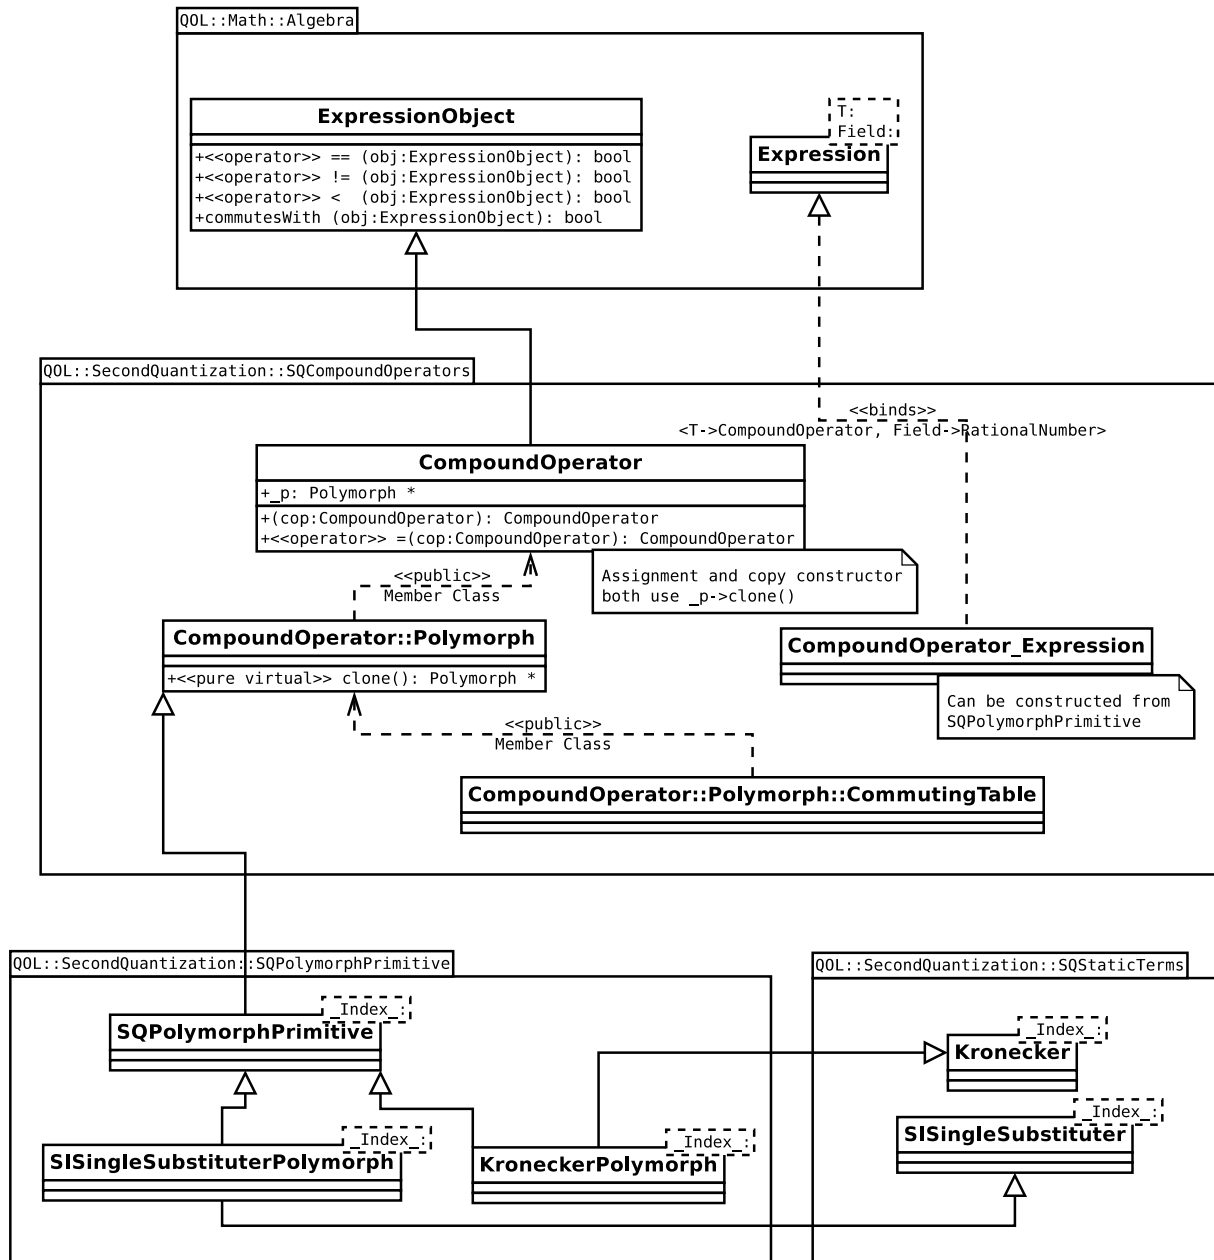 QOL::Math::Algebra
ExpressionObject
+<<operator>> == (obj:ExpressionObject): bool
+<<operator>> != (obj:ExpressionObject): bool
+<<operator>> <  (obj:ExpressionObject): bool
+commutesWith (obj:ExpressionObject): bool
T:
Field:
Expression
QOL::SecondQuantization::SQCompoundOperators
<<binds>>
<T->CompoundOperator, Field->RationalNumber>
CompoundOperator
+_p: Polymorph *
+(cop:CompoundOperator): CompoundOperator
+<<operator>> =(cop:CompoundOperator): CompoundOperator
Assignment and copy constructor
both use _p->clone()
<<public>>
Member Class
CompoundOperator::Polymorph
+<<pure virtual>> clone(): Polymorph *
CompoundOperator_Expression
Can be constructed from
SQPolymorphPrimitive
<<public>>
Member Class
CompoundOperator::Polymorph::CommutingTable
QOL::SecondQuantization::SQPolymorphPrimitive
_Index_:
SQPolymorphPrimitive
_Index_:
SISingleSubstituterPolymorph
_Index_:
KroneckerPolymorph
QOL::SecondQuantization::SQStaticTerms
_Index_:
Kronecker
_Index_:
SISingleSubstituter